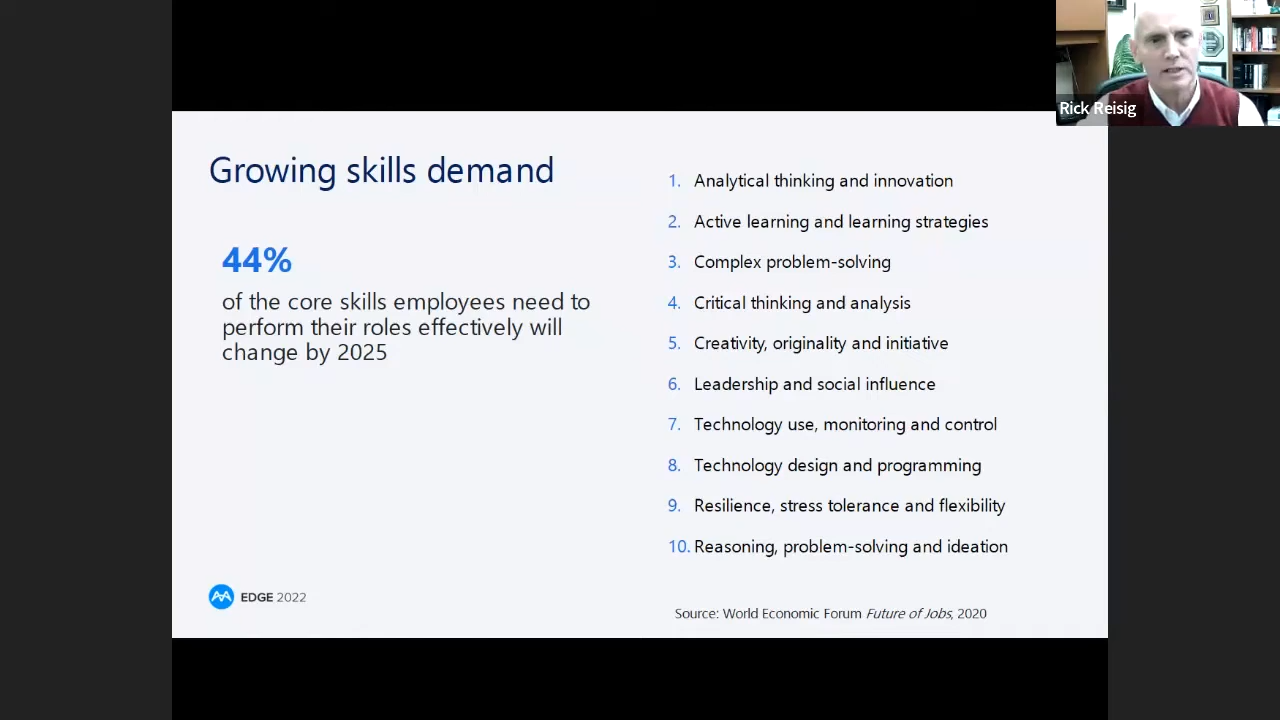 Rick Reisig
Growing skills demand
44%
of the core skills employees need to
perform their roles effectively will
change by 2025
1. Analytical thinking and innovation
2. Active learning and learning strategies
3. Complex problem-solving
4. Critical thinking and analysis
5. Creativity, originality and initiative
6. Leadership and social influence
7. Technology use, monitoring and control
8. Technology design and programming
9. Resilience, stress tolerance and flexibility
10. Reasoning, problem-solving and ideation
EDGE 2022
Source: World Economic Forum Future of Jobs, 2020